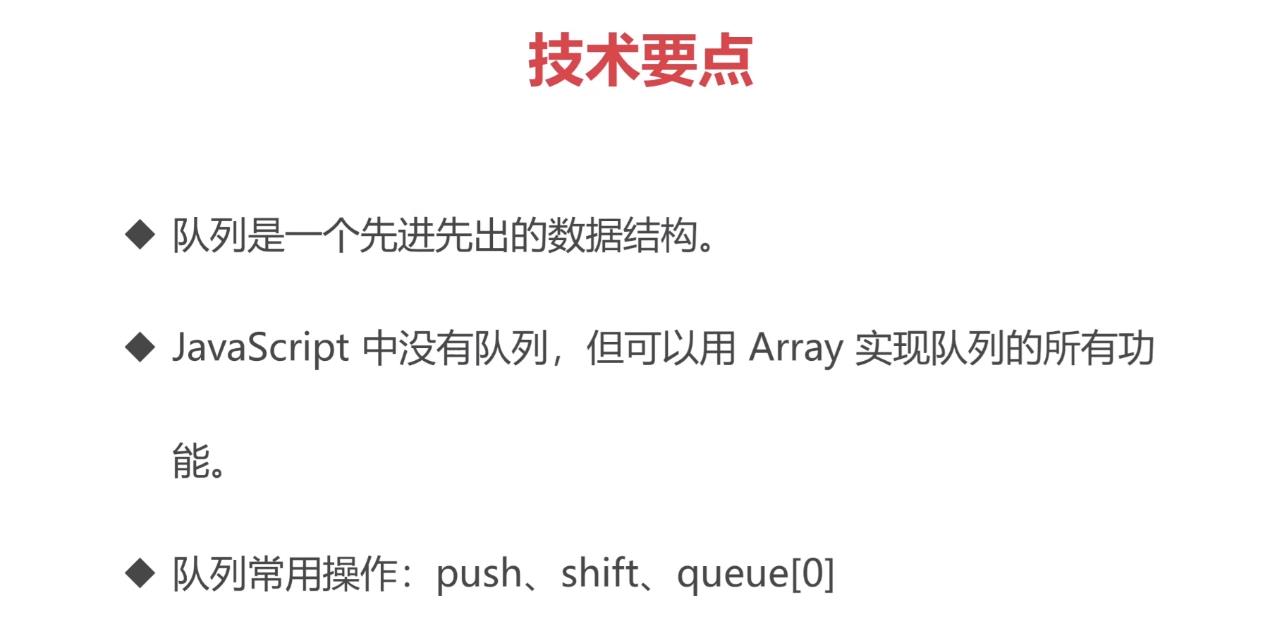 技术要点
◆ 队列是一个先进先出的数据结构。
◆ JavaScript 中没有队列，但可以用 Array 实现队列的所有功
能。
◆ 队列常用操作：push、shift、queue[0]